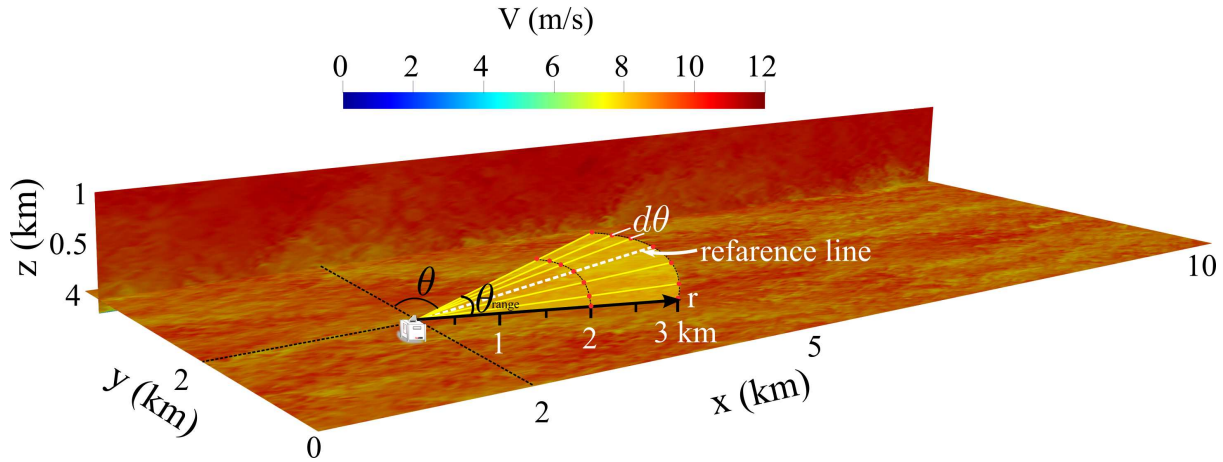 V (m/s)
0 2 4 6 8 10 12
1
z (km)
0.5
4
dθ
refarence line
10
θ
θrange
r
1
2
3 km
5
2
y (km)
x (km)
2
0